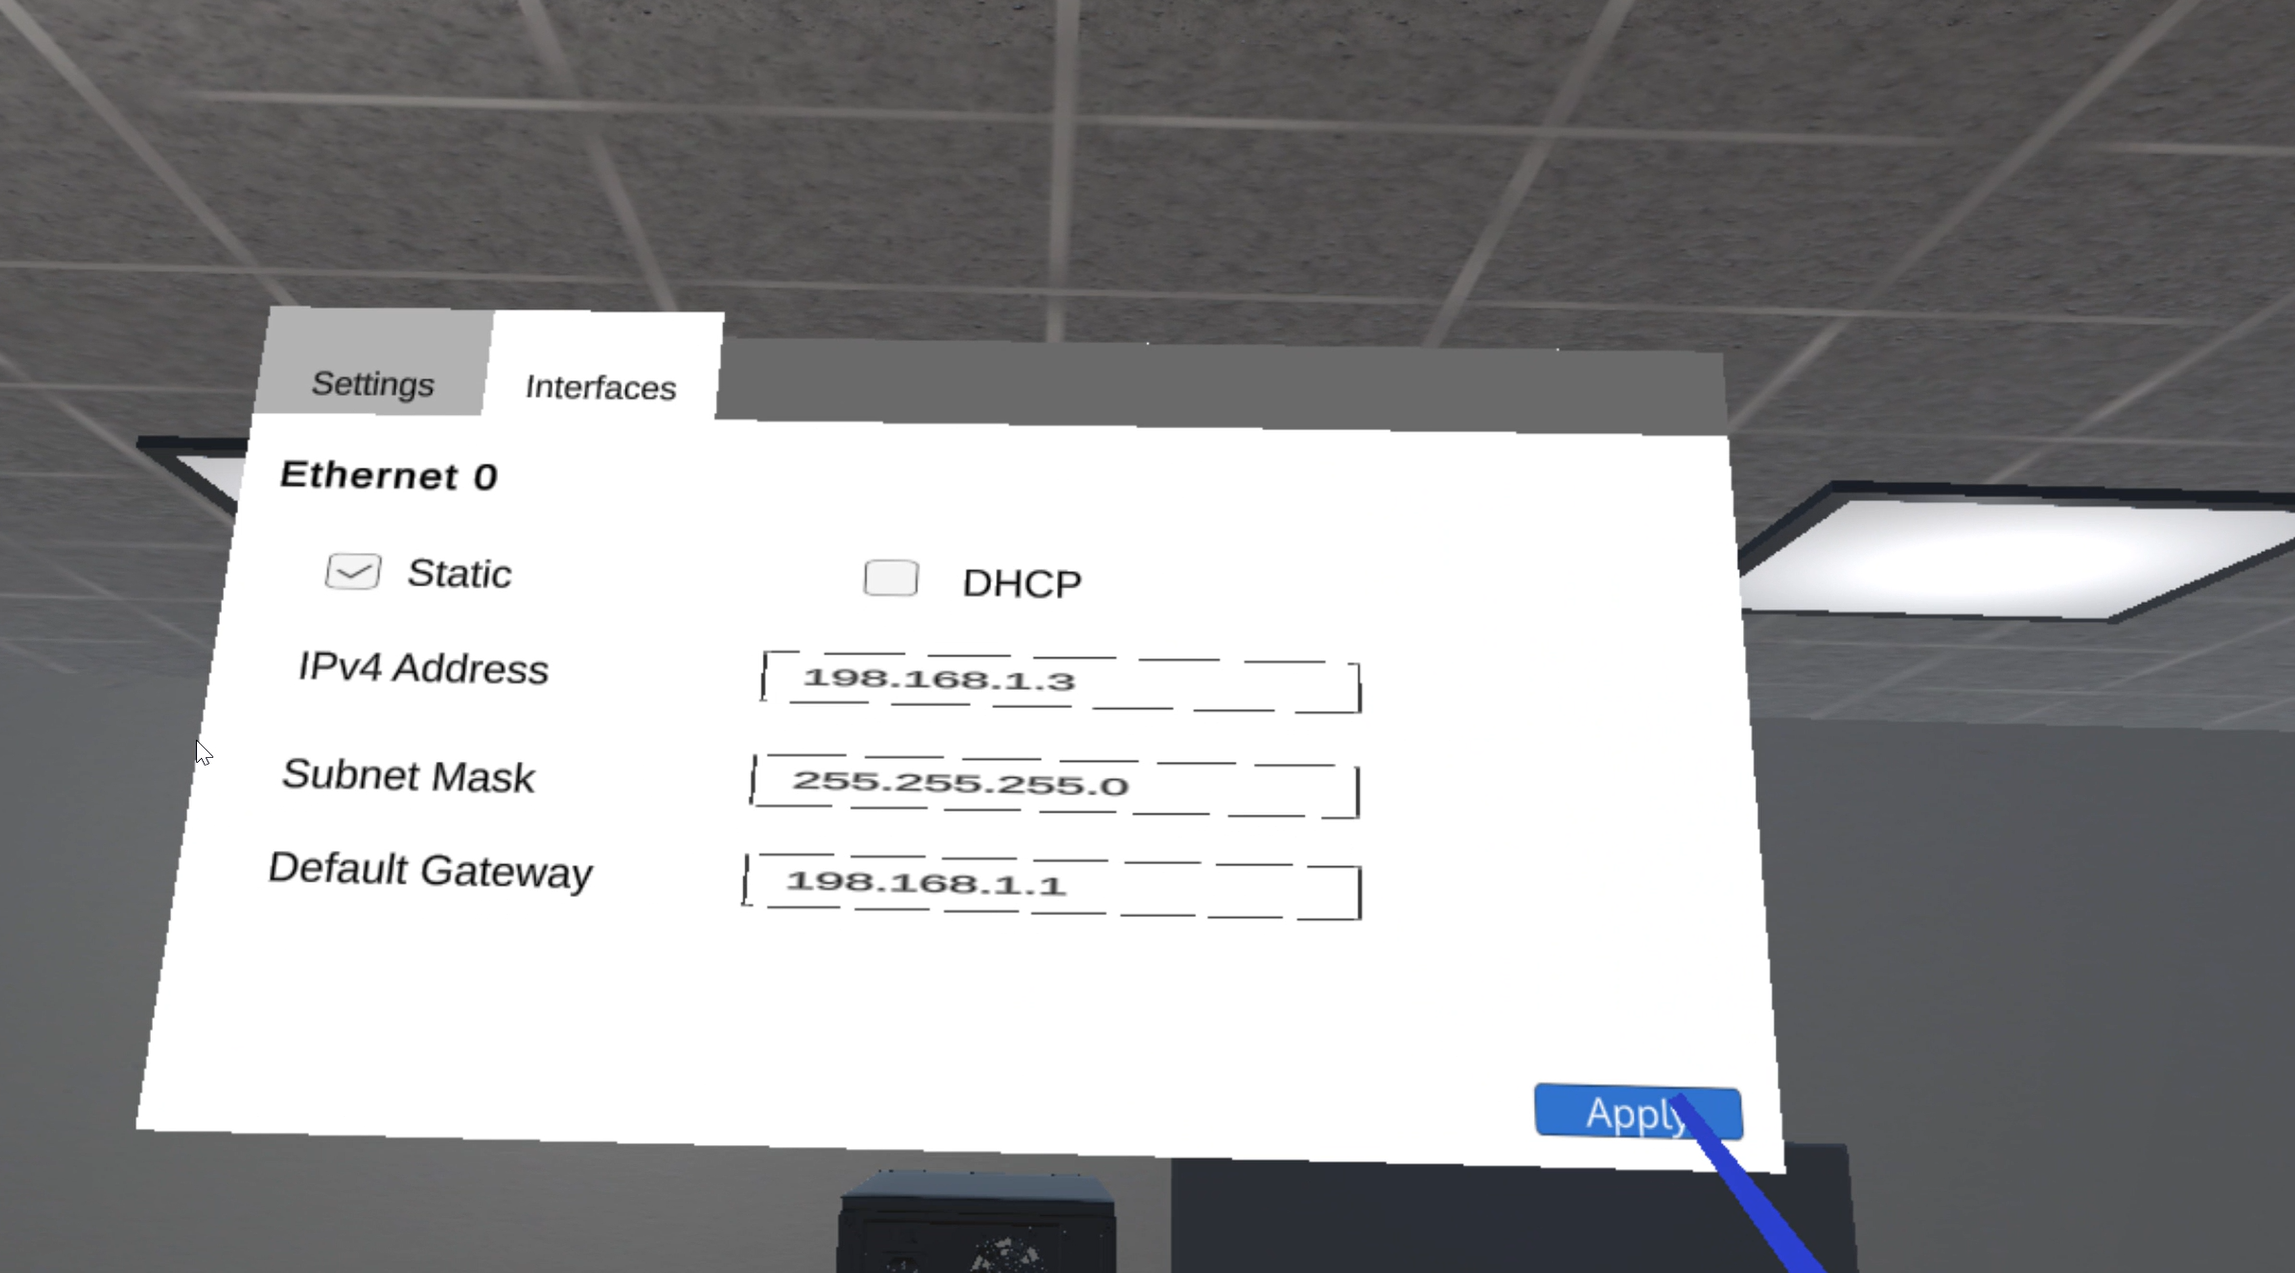 Settings
Interfaces
Ethernet 0
Static
DHCP
IPv4 Address
198.168.1.3
Subnet Mask
255.255.255.0
Default Gateway
198.168.1.1
Apply